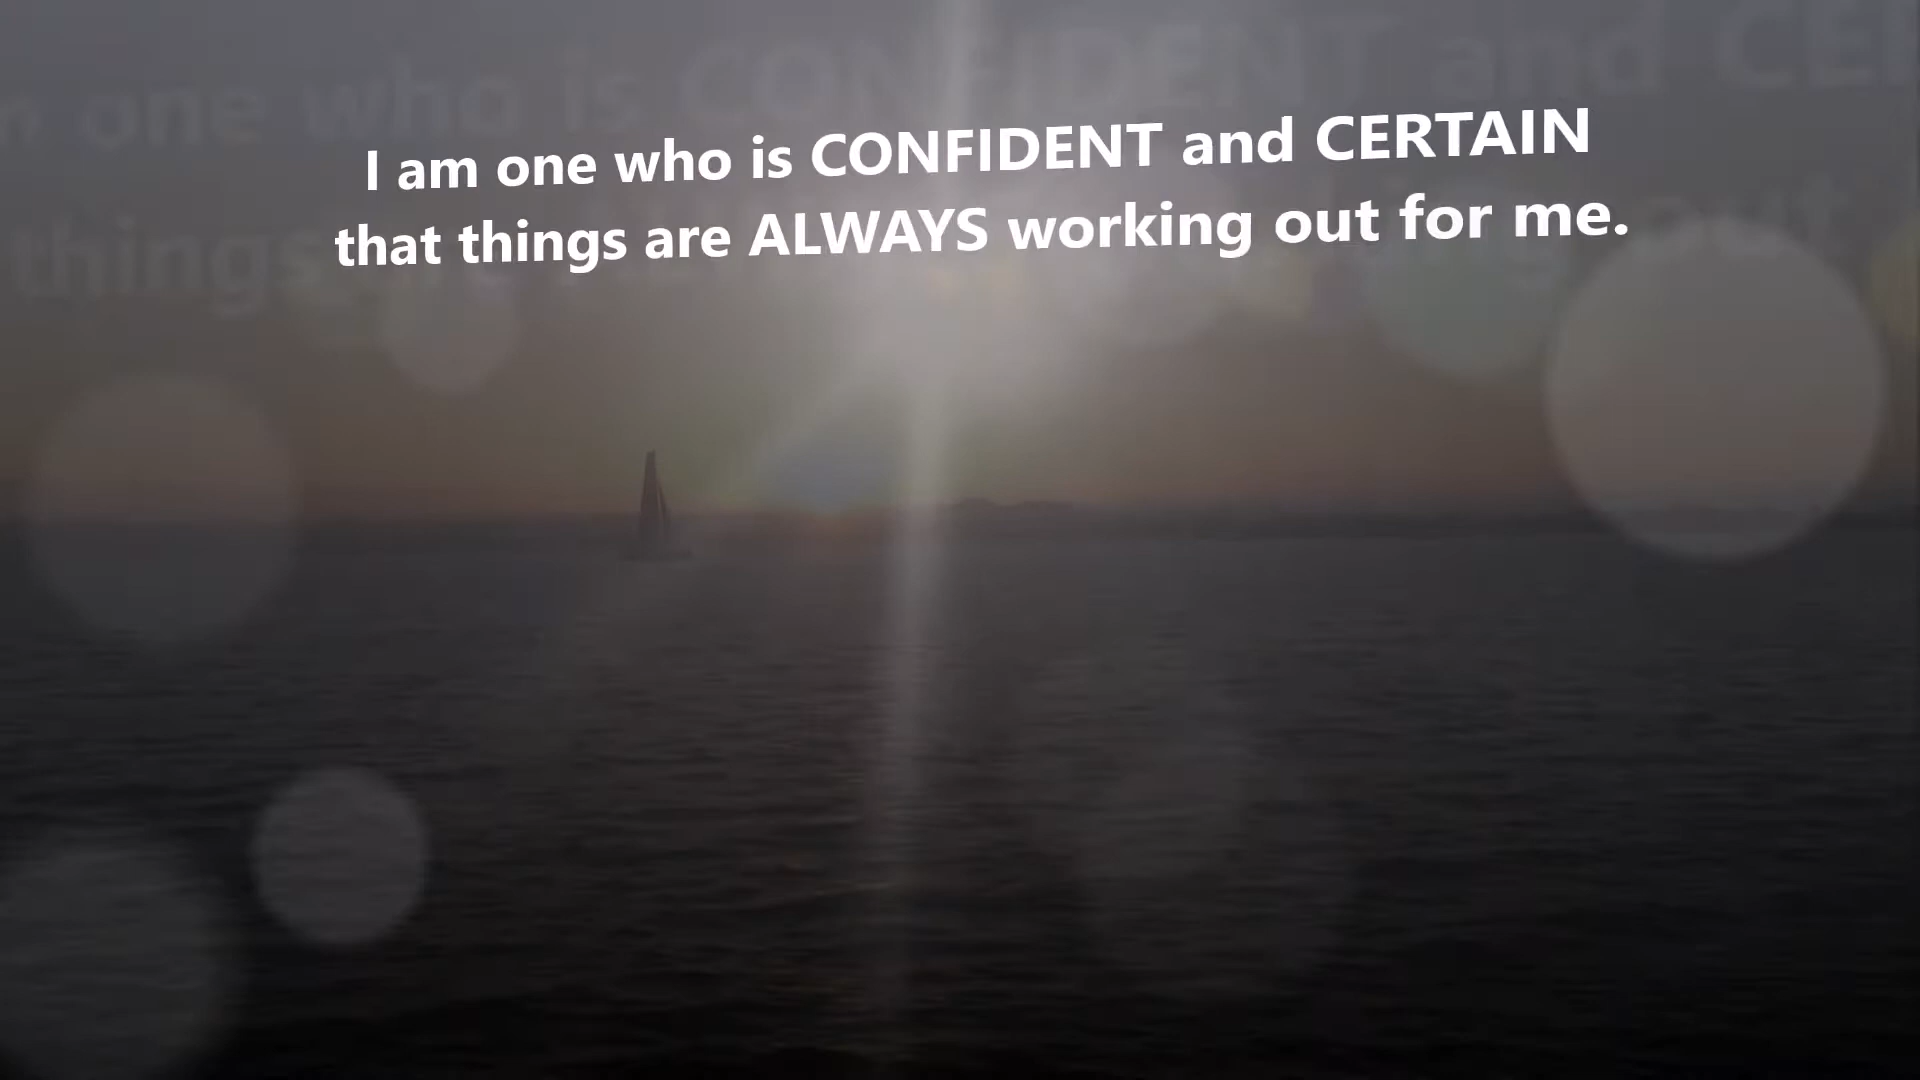 I am one who is CONFIDENT and CERTAIN
that things are ALWAYS working out for me.